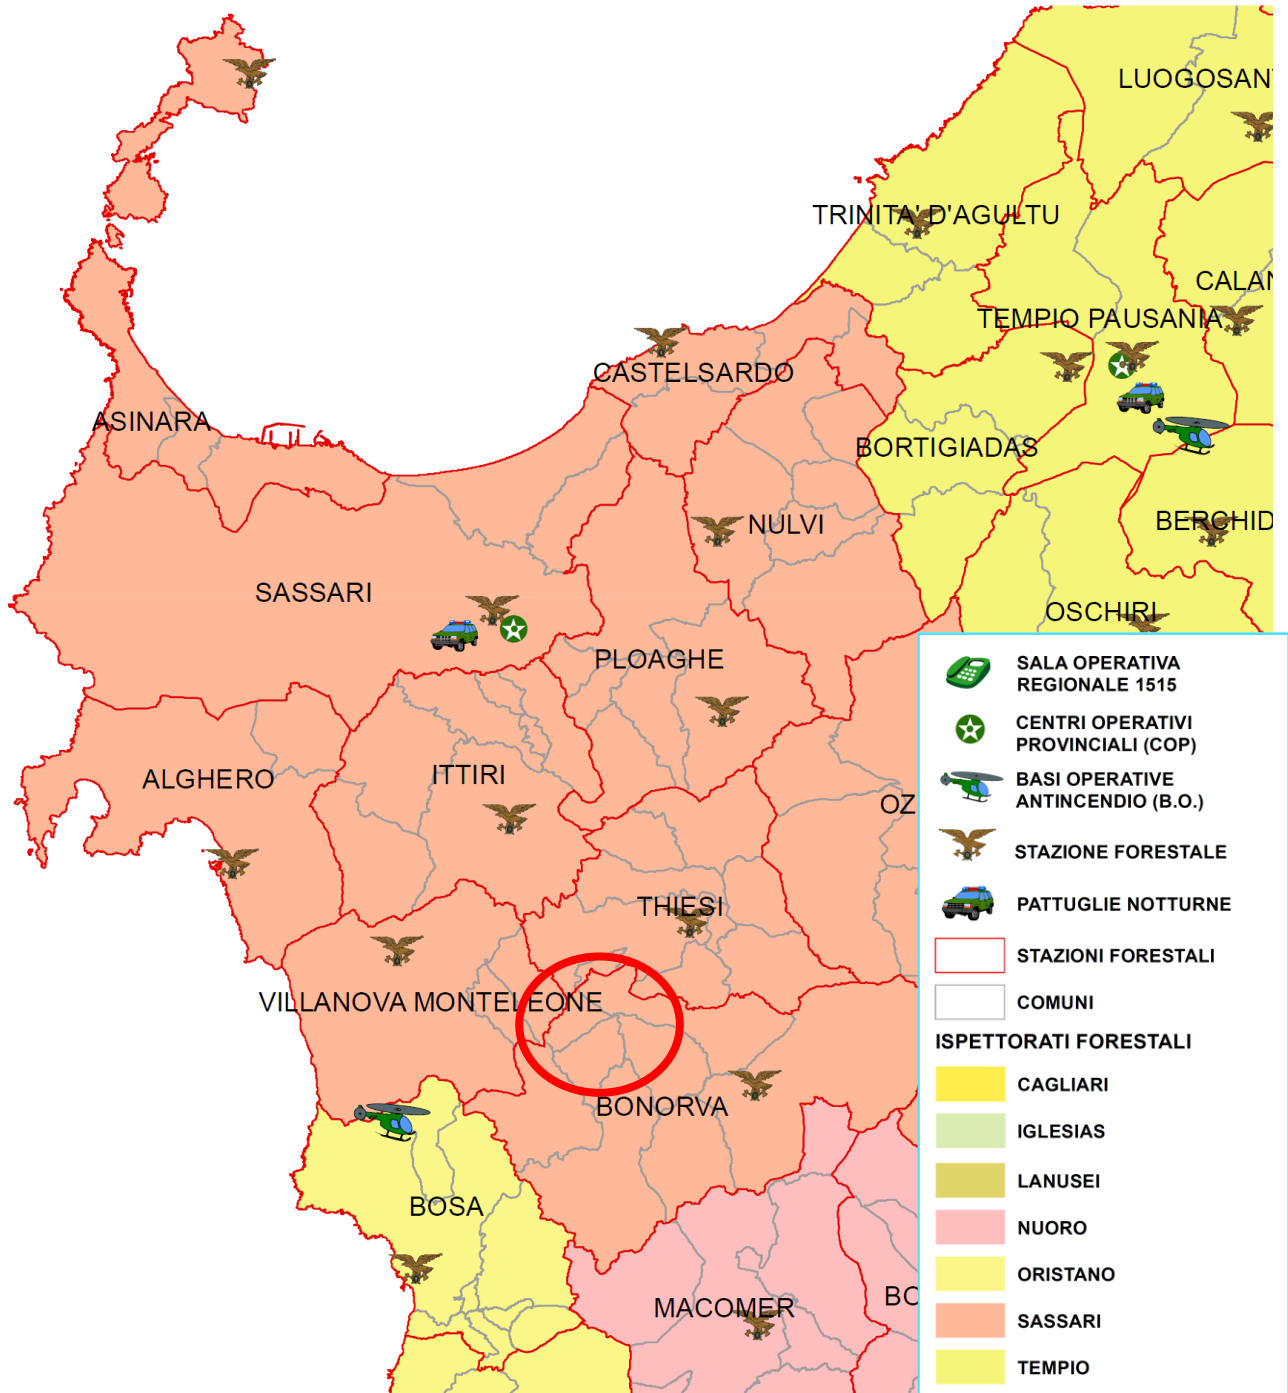 LUOGOSAN
TRINITA' D'AGULTU
CALAN
TEMPIO PAUSANIA
CASTELSARDO
ASINARA
BORTIGIADAS
NULVI
BERCHID
SASSARI
OSCHIRI
PLOAGHE
ITTIRI
ALGHERO
OZ
THIESI
VILLANOVA MONTELEONE
BONORVA
BOSA
MACOMER
BO
SALA OPERATIVA
REGIONALE 1515
CENTRI OPERATIVI
PROVINCIALI (COP)
BASI OPERATIVE
ANTINCENDIO (B.O.)
STAZIONE FORESTALE
PATTUGLIE NOTTURNE
STAZIONI FORESTALI
COMUNI
ISPETTORATI FORESTALI
CAGLIARI
IGLESIAS
LANUSEI
NUORO
ORISTANO
SASSARI
TEMPIO